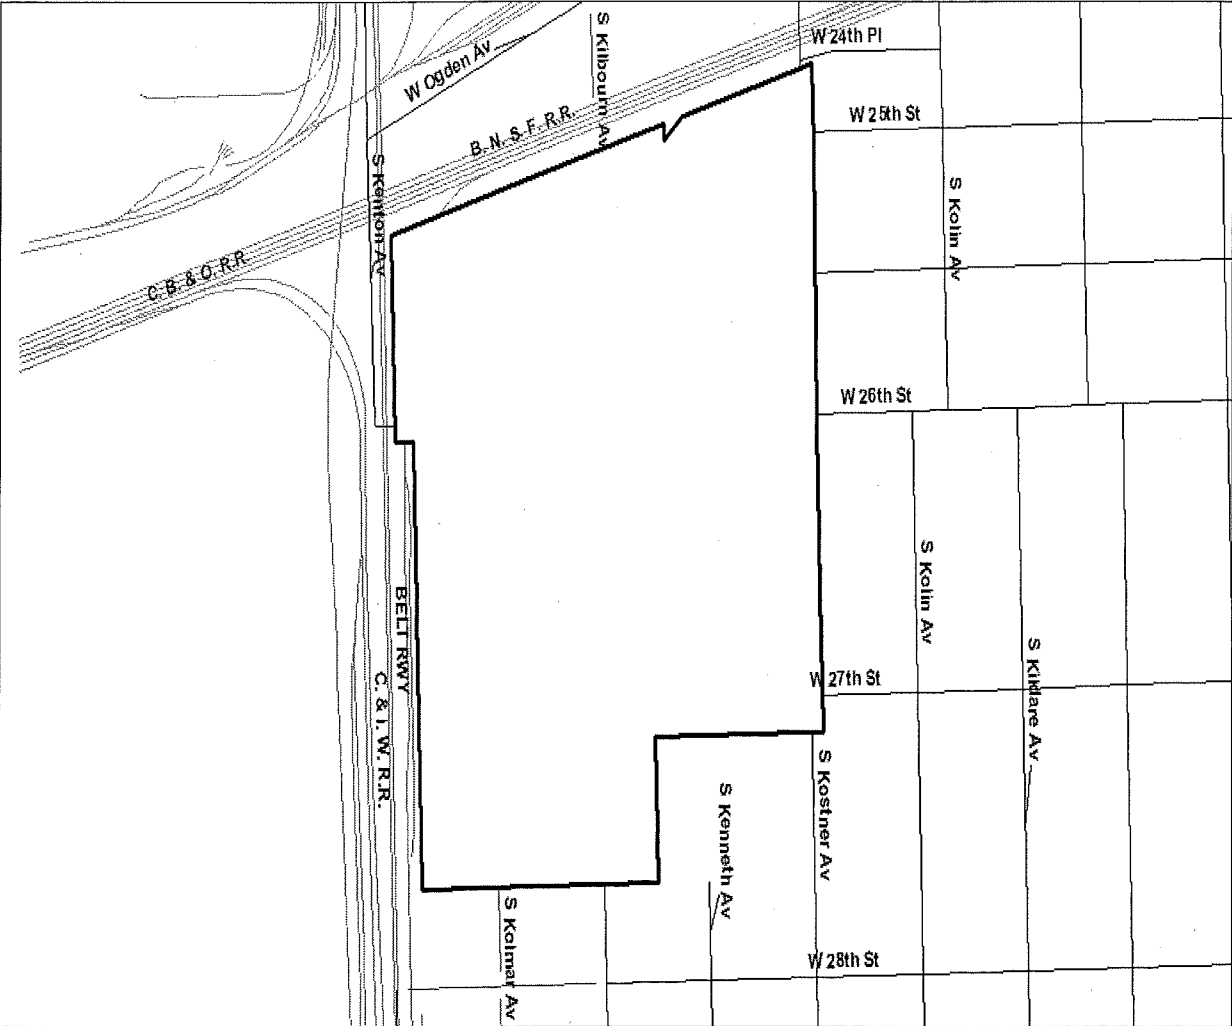 S Kilbourn Av
W 24th Pl
W Ogden Av
W 25th St
B. N. S. F. R.R.
S Kenton Av
S Kolin Av
C. B. & O. R.R.
W 26th St
S Kolin Av
BELT RWY
S Kildare Av
C. & I. W. R.R.
W 27th St
S Kostner Av
S Kenneth Av
S Kolmar Av
W 28th St